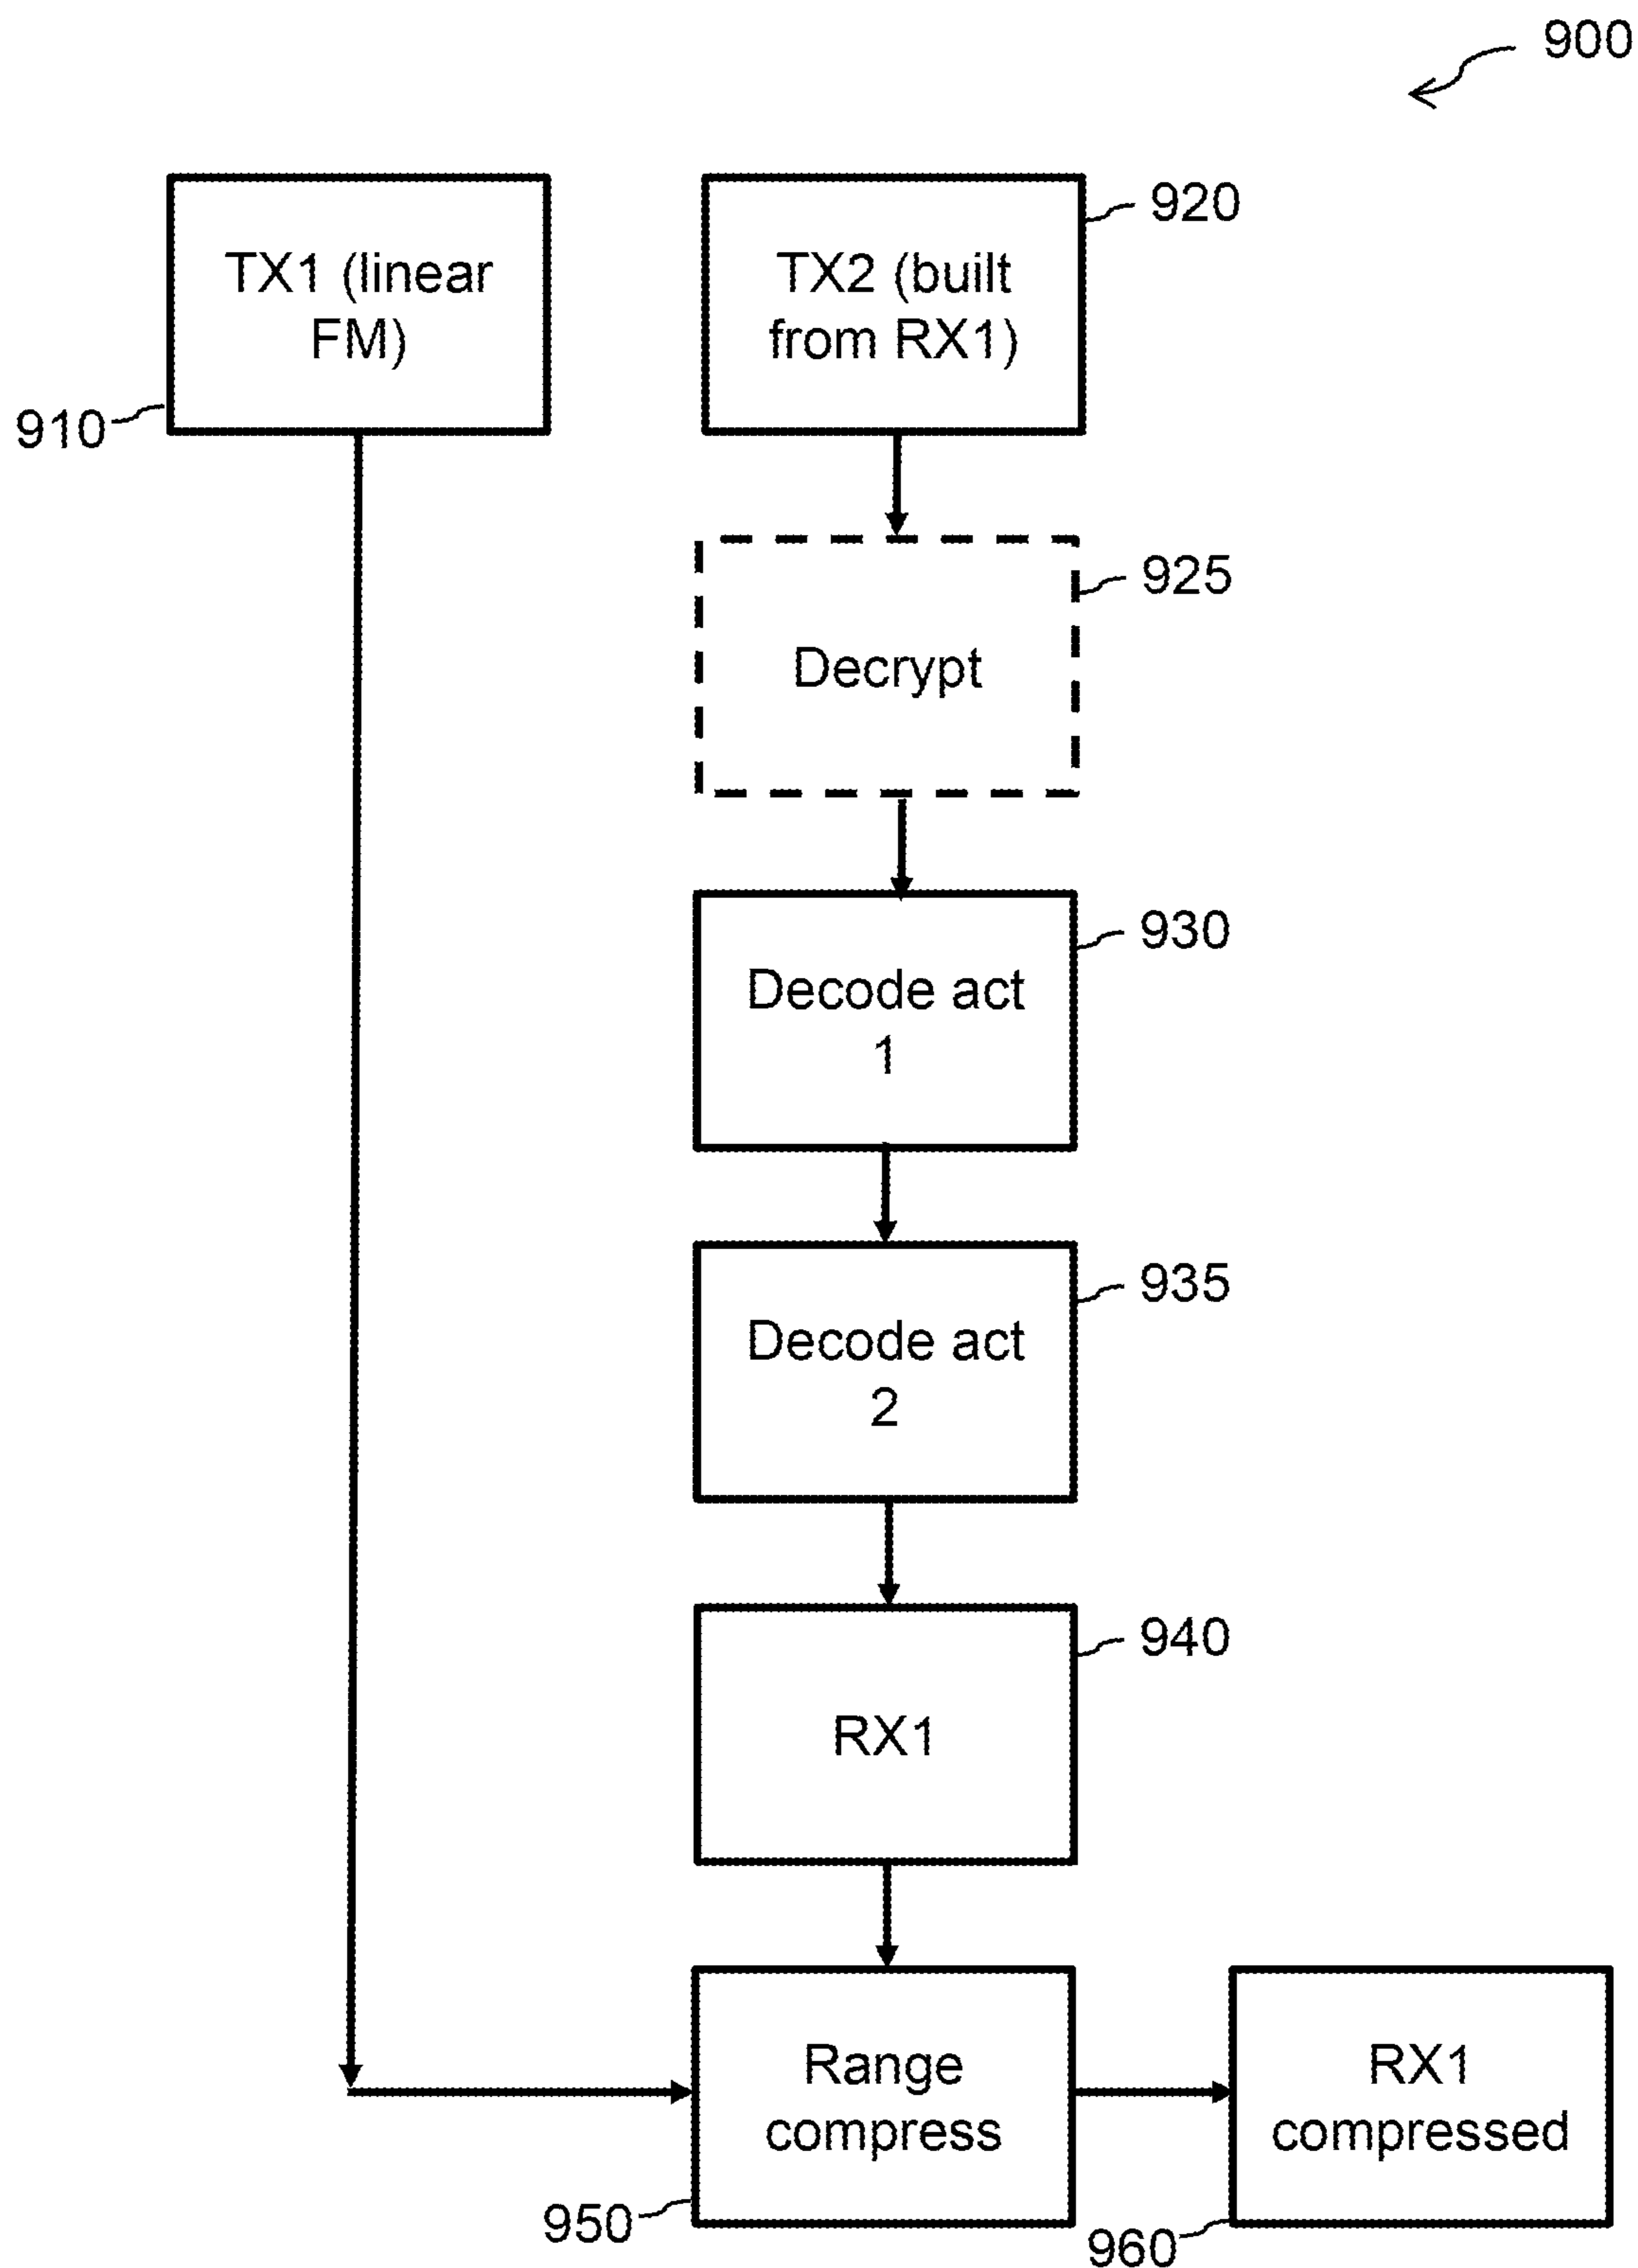 900
TX1 (linear
FM)
910
TX2 (built
from RX1)
920
Decrypt
925
Decode act
1
930
Decode act
2
935
RX1
940
Range
compress
950
RX1
compressed
960